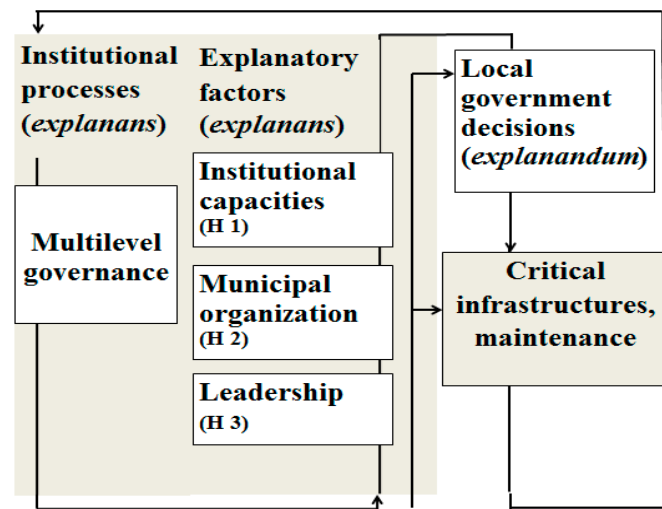 Institutional
processes
(explanans)
Multilevel
governance
Explanatory
factors
(explanans)
Institutional
capacities
(H 1)
Municipal
organization
(H 2)
Leadership
(H 3)
Local
government
decisions
(explanandum)
Critical
infrastructures,
maintenance